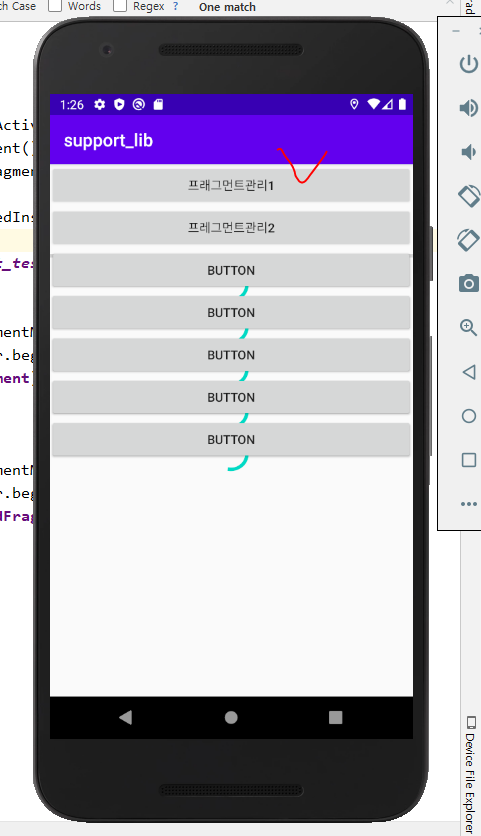 ch Case Words Regex ? One match
1:26
support_lib
프래그먼트관리1
프레그먼트관리2
BUTTON
BUTTON
BUTTON
BUTTON
BUTTON
Activ
ent()
agmen
edIns
t_tes
mentM
r.beg
ment)
mentM
r.beg
dFrag
Device File Explorer